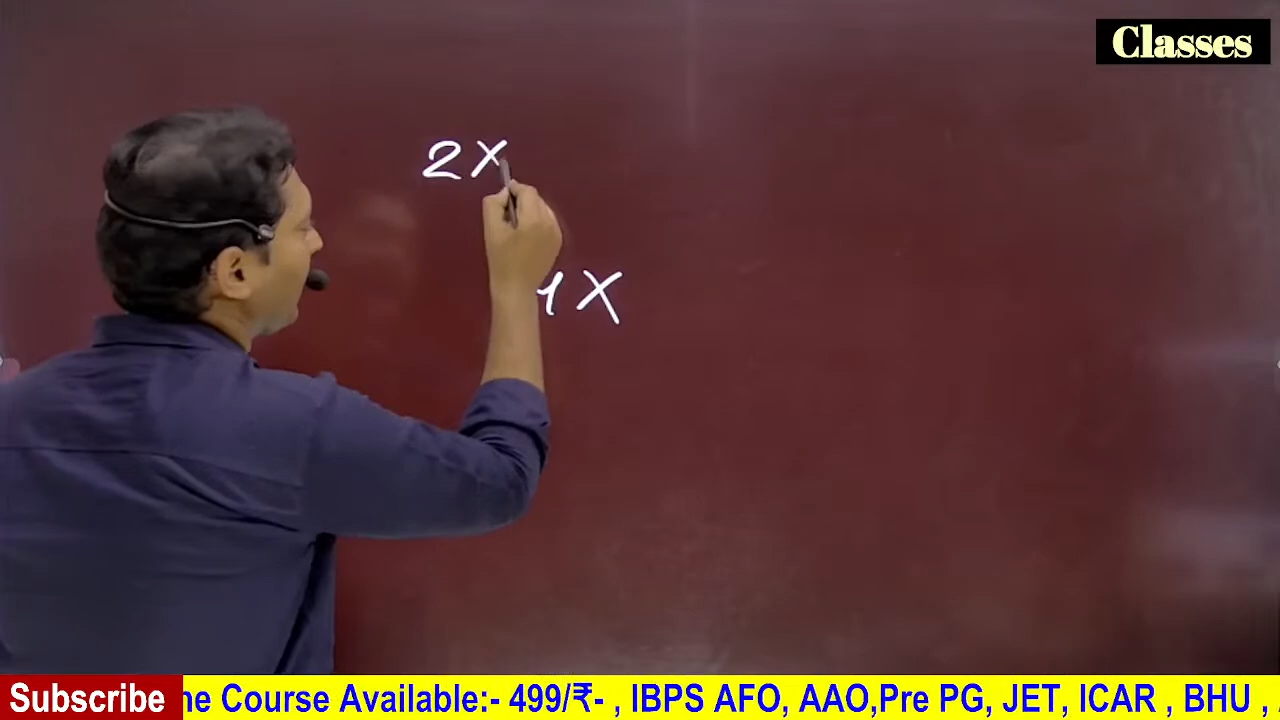 Classes
2x
1x
Subscribe
ne Course Available:- 499/₹- , IBPS AFO, AAO,Pre PG, JET, ICAR , BHU ,